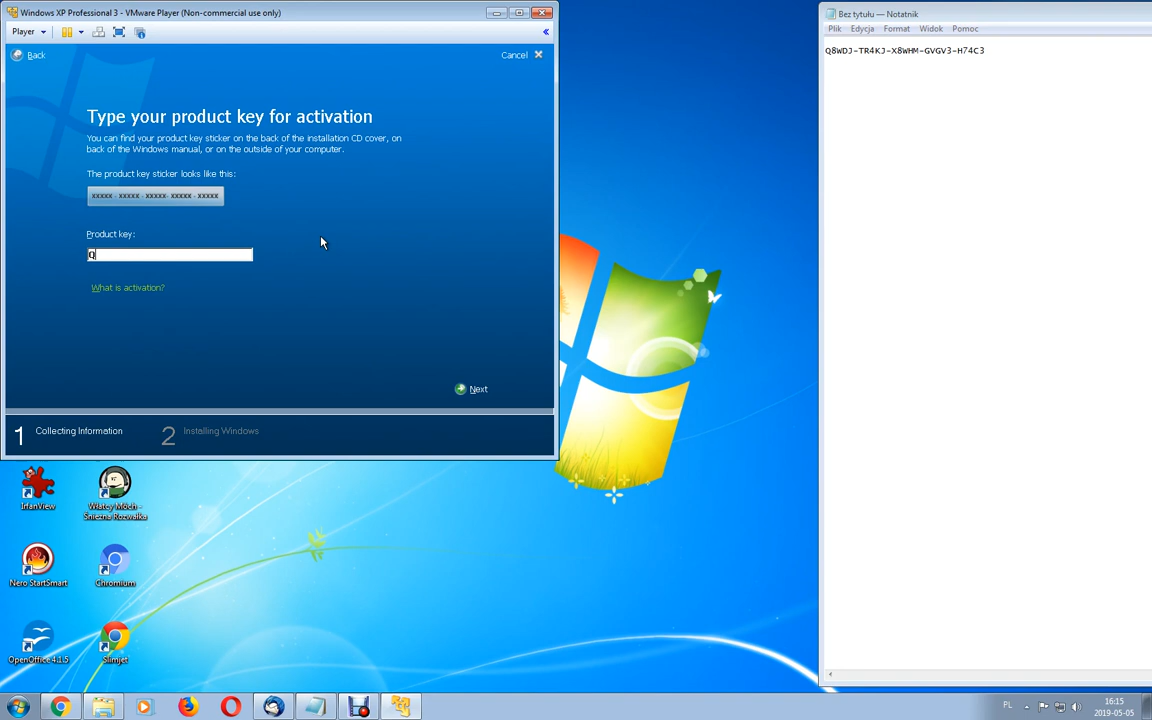 Windows XP Professional 3 - VMware Player (Non-commercial use only)
Player
Back
Cancel
Type your product key for activation
You can find your product key sticker on the back of the installation CD cover, on
back of the Windows manual, or on the outside of your computer.
The product key sticker looks like this:
xxxxx - xxxxx - xxxxx - xxxxx - xxxxx
Product key:
Q
What is activation?
Next
1 Collecting Information
2 Installing Windows
Bez tytułu — Notatnik
Plik Edycja Format Widok Pomoc
Q8WDJ-TR4KJ-X8WHM-GVGV3-H74C3
IrfanView
Włatcy Móch -
Śnieżna Rozwałka
Nero StartSmart
Chromium
OpenOffice 4.1.5
Slimjet
PL
16:15
2019-05-05